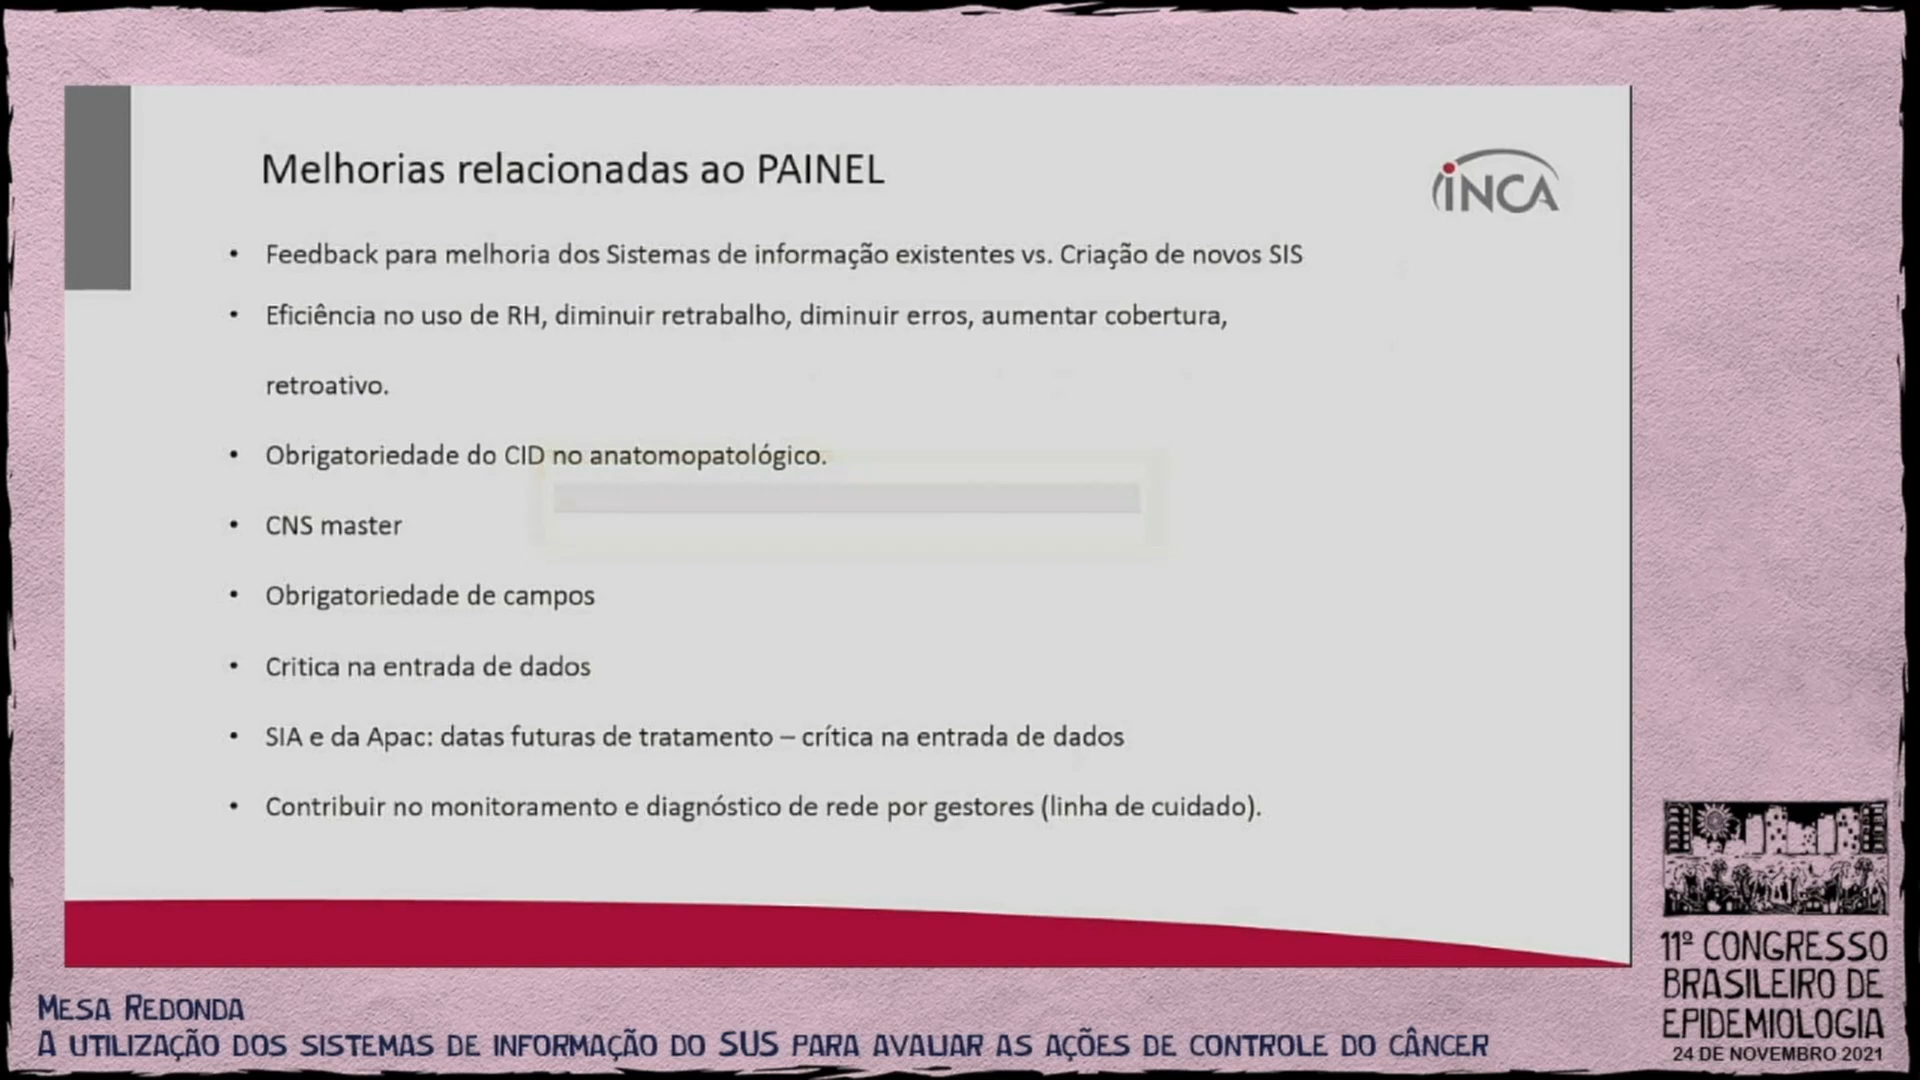 Melhorias relacionadas ao PAINEL
INCA
• Feedback para melhoria dos Sistemas de informação existentes vs. Criação de novos SIS
• Eficiência no uso de RH, diminuir retrabalho, diminuir erros, aumentar cobertura,
retroativo.
• Obrigatoriedade do CID no anatomopatológico.
• CNS master
• Obrigatoriedade de campos
• Critica na entrada de dados
• SIA e da Apac: datas futuras de tratamento – crítica na entrada de dados
• Contribuir no monitoramento e diagnóstico de rede por gestores (linha de cuidado).
MESA REDONDA
A UTILIZAÇÃO DOS SISTEMAS DE INFORMAÇÃO DO SUS PARA AVALIAR AS AÇÕES DE CONTROLE DO CÂNCER
11º CONGRESSO
BRASILEIRO DE
EPIDEMIOLOGIA
24 DE NOVEMBRO 2021